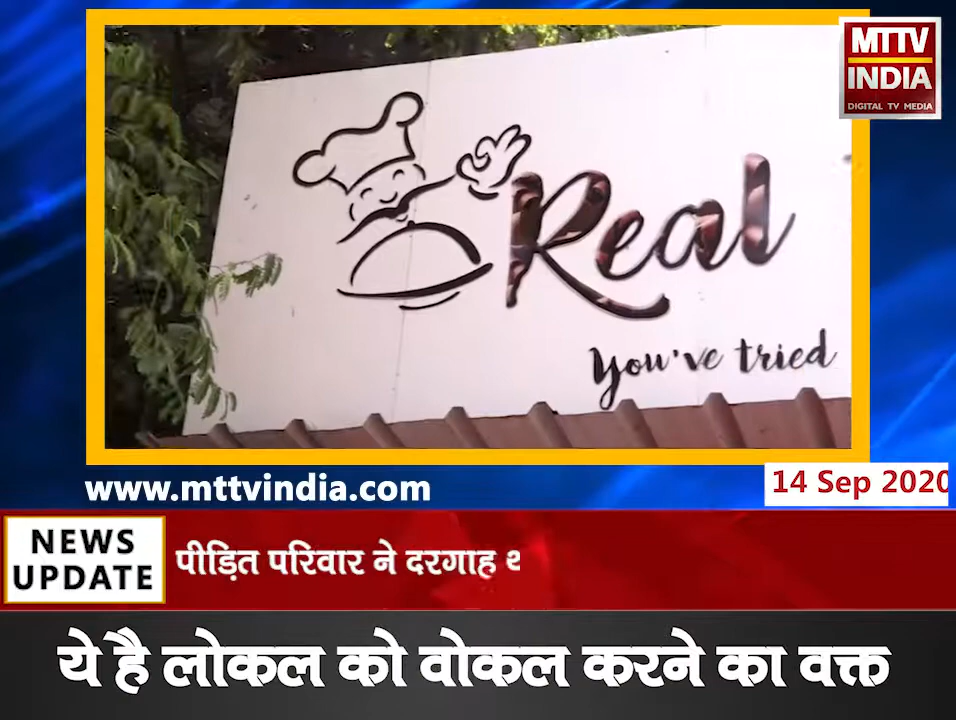 MTTV
INDIA
DIGITAL TV MEDIA
Real
You've tried
www.mttvindia.com
14 Sep 2020
NEWS
UPDATE
पीड़ित परिवार ने दरगाह
ये है लोकल को वोकल करने का वक्त